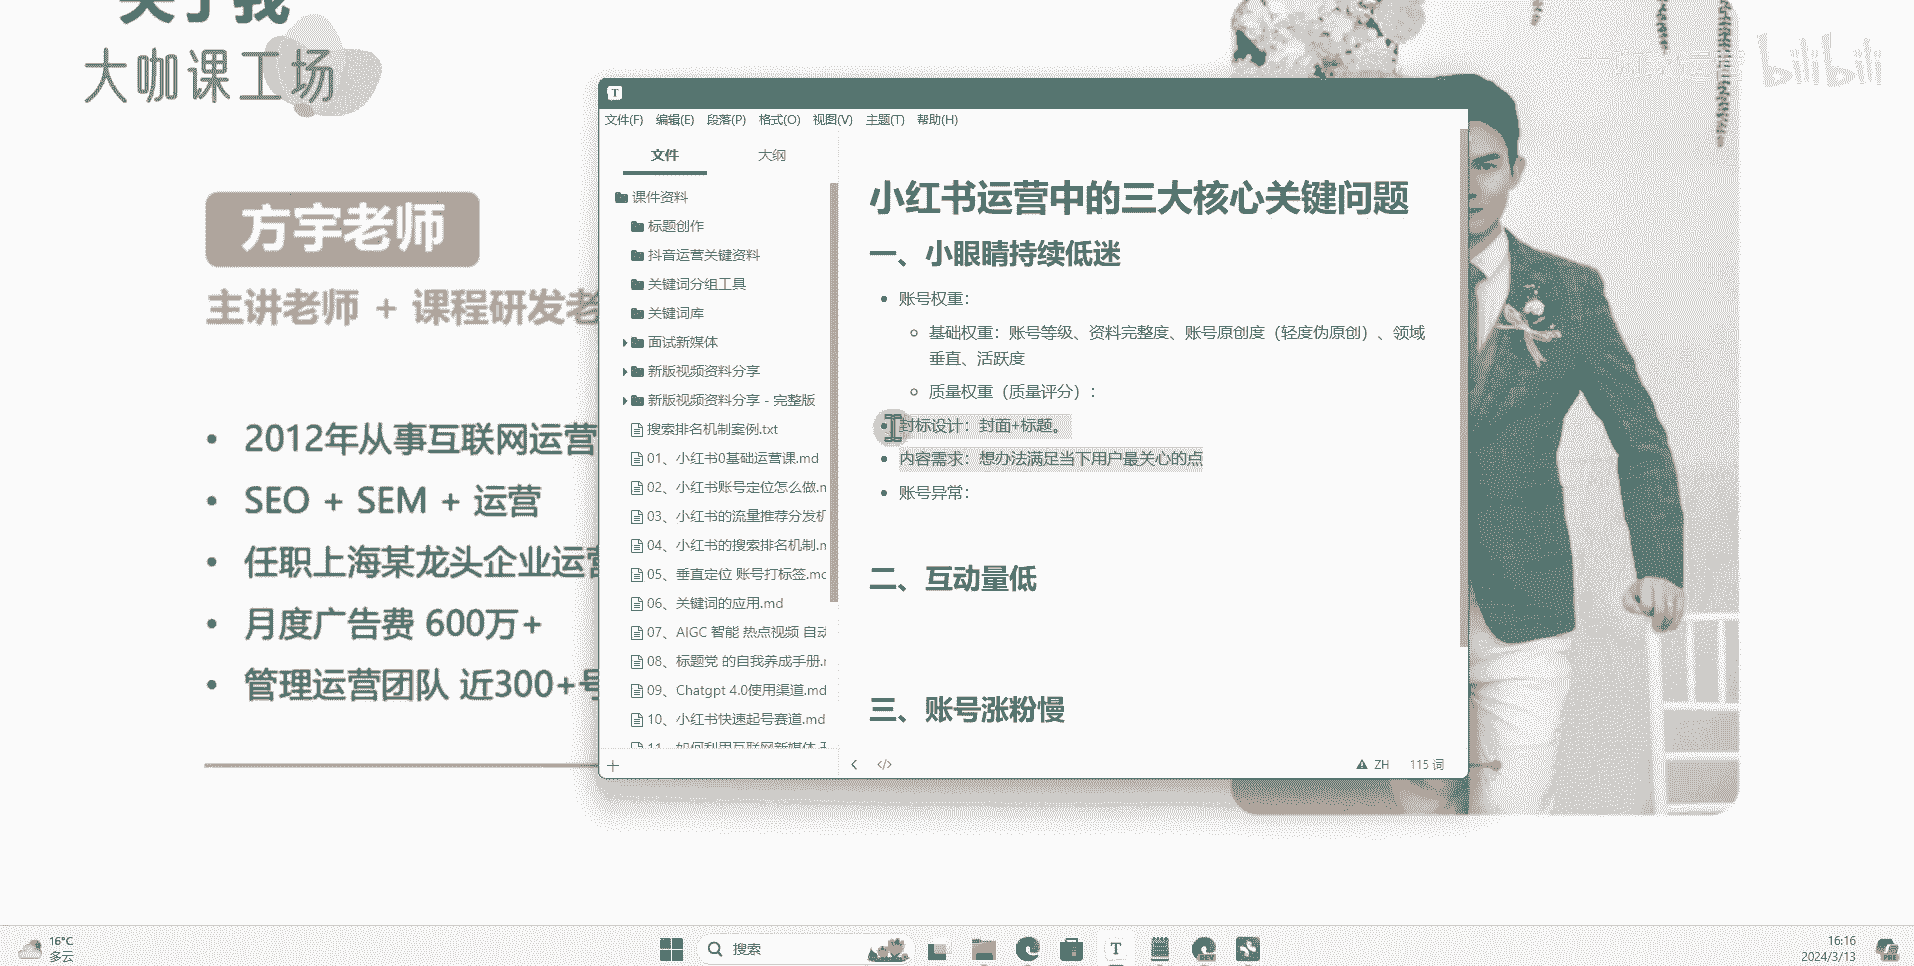 关于我
大咖课工场
bilibili
方宇老师
主讲老师 + 课程研发老
• 2012年从事互联网运营
• SEO + SEM + 运营
• 任职上海某龙头企业运营
• 月度广告费 600万+
• 管理运营团队 近300+号
T
文件(F) 编辑(E) 段落(P) 格式(O) 视图(V) 主题(T) 帮助(H)
文件 大纲
课件资料
标题创作
抖音运营关键资料
关键词分组工具
关键词库
面试新媒体
新版视频资料分享
新版视频资料分享 - 完整版
搜索排名机制案例.txt
01、小红书0基础运营课.md
02、小红书账号定位怎么做.m
03、小红书的流量推荐分发机
04、小红书的搜索排名机制.m
05、垂直定位 账号打标签.md
06、关键词的应用.md
07、AIGC 智能 热点视频 自动
08、标题党 的自我养成手册.m
09、Chatgpt 4.0使用渠道.md
10、小红书快速起号赛道.md
11、如何利用互联网新媒体
小红书运营中的三大核心关键问题
一、小眼睛持续低迷
• 账号权重：
基础权重：账号等级、资料完整度、账号原创度（轻度伪原创）、领域
垂直、活跃度
质量权重（质量评分）：
封标设计：封面+标题。
• 内容需求：想办法满足当下用户最关心的点
• 账号异常：
二、互动量低
三、账号涨粉慢
</> ZH 115 词
16°C
多云
搜索
T
DEV
16:16
2024/3/13
PRE